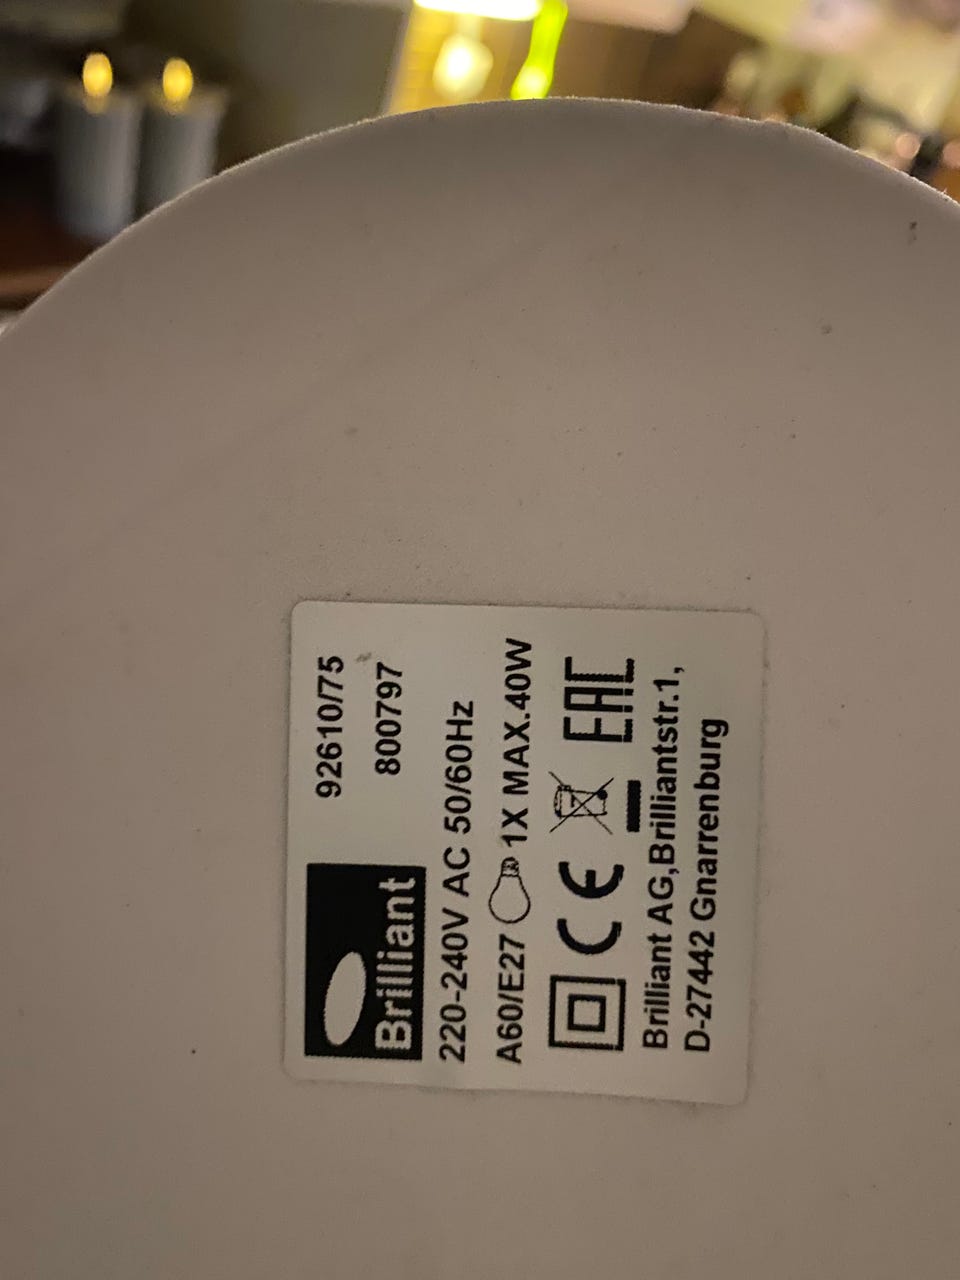 Brilliant
92610/75
800797
220-240V AC 50/60Hz
A60/E27 1X MAX.40W
CE EAC
Brilliant AG,Brilliantstr.1,
D-27442 Gnarrenburg